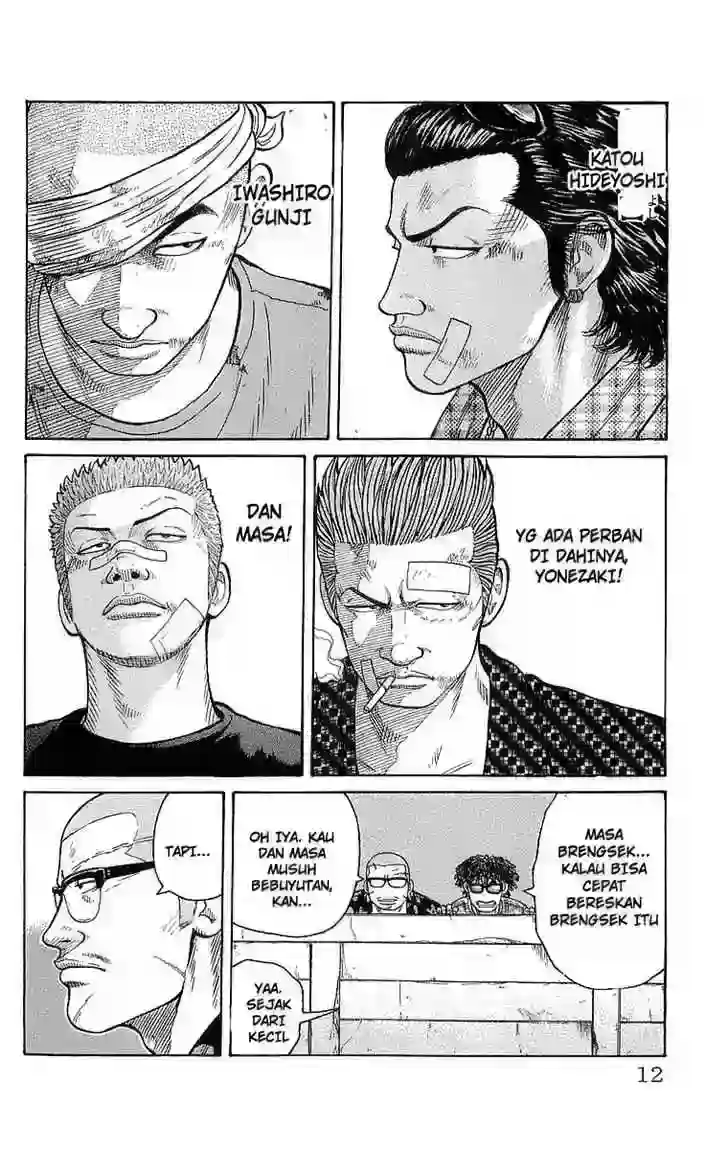 KATOU
HIDEYOSHI
IWASHIRO
GUNJI
YG ADA PERBAN
DI DAHINYA,
YONEZAKI!
DAN
MASA!
MASA
BRENGSEK...
KALAU BISA
CEPAT
BERESKAN
BRENGSEK ITU
OH IYA. KAU
DAN MASA
MUSUH
BEBUYUTAN,
KAN...
YAA.
SEJAK
DARI
KECIL
TAPI...
12